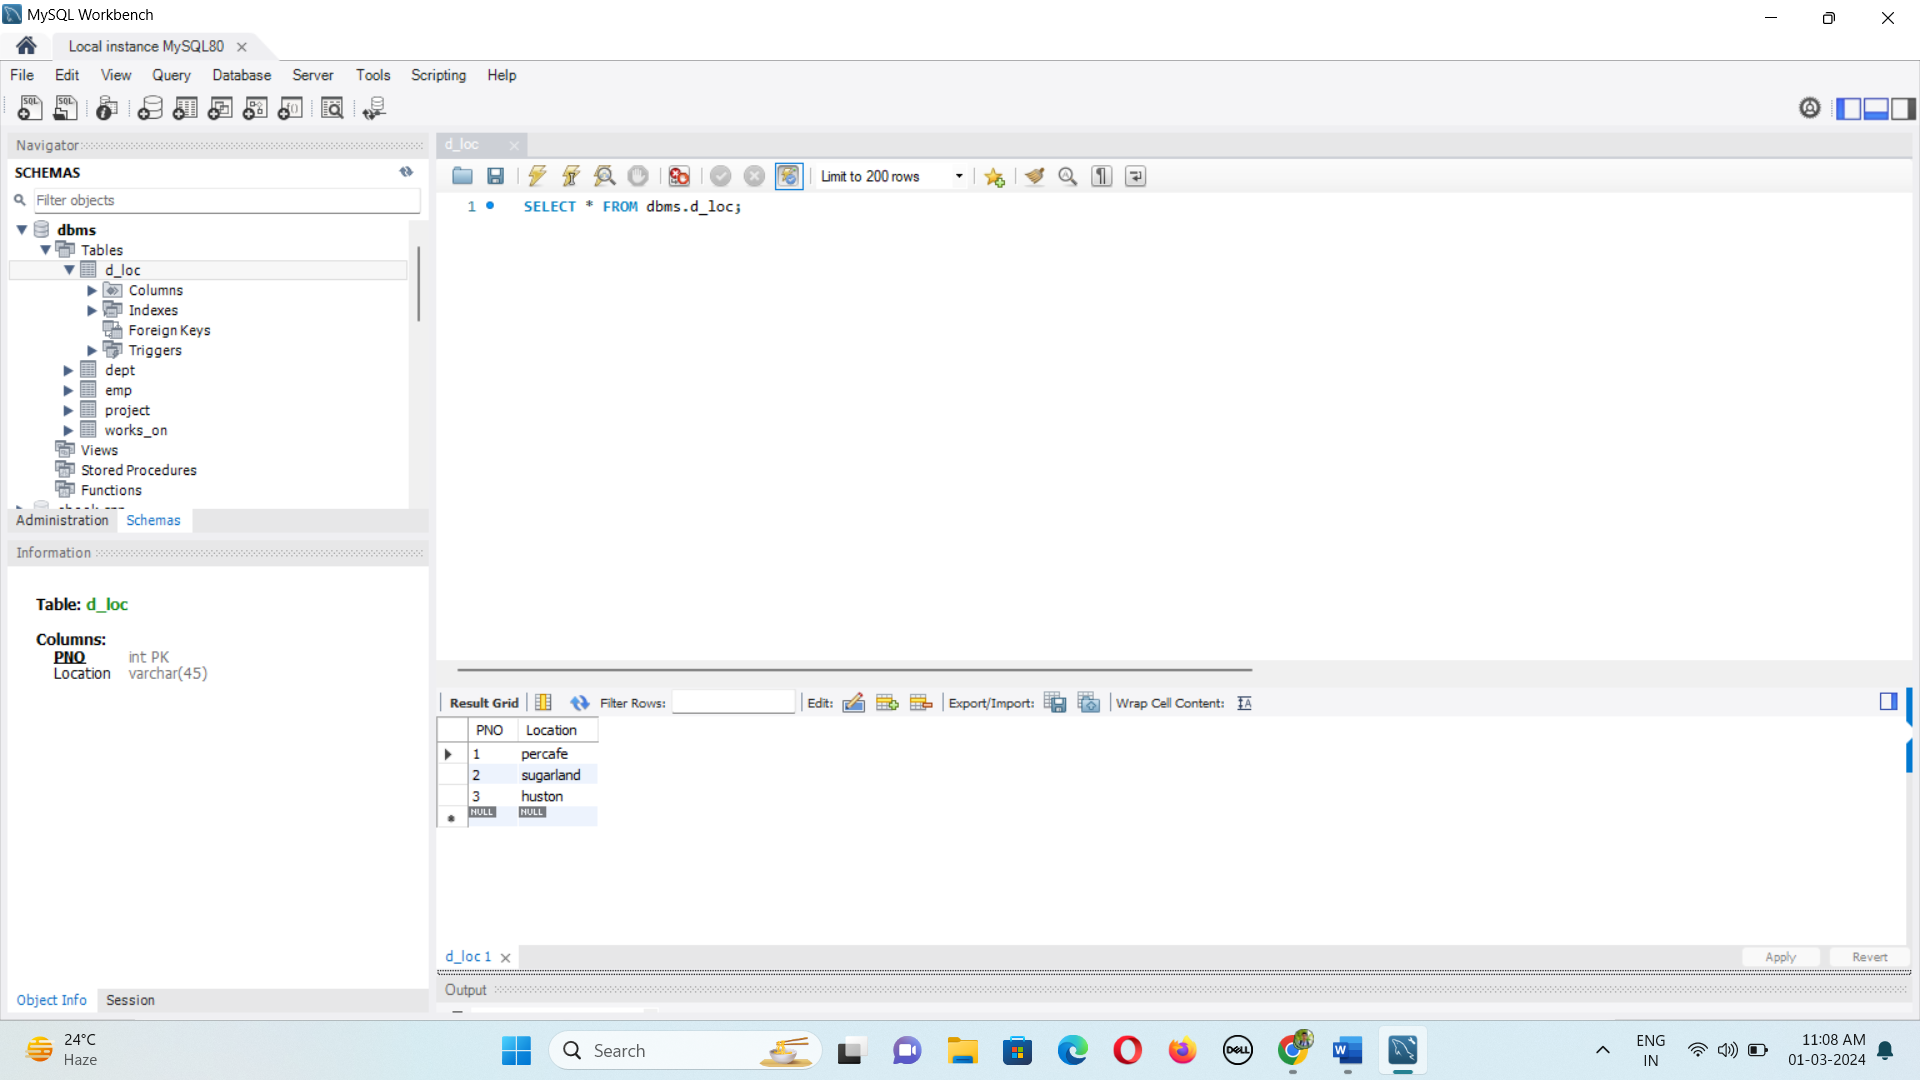 MySQL Workbench
Local instance MySQL80
File Edit View Query Database Server Tools Scripting Help
Navigator
SCHEMAS
Filter objects
dbms
Tables
d_loc
Columns
Indexes
Foreign Keys
Triggers
dept
emp
project
works_on
Views
Stored Procedures
Functions
Administration Schemas
Information
Table: d_loc
Columns:
PNO int PK
Location varchar(45)
Object Info Session
d_loc
Limit to 200 rows
1 SELECT * FROM dbms.d_loc;
Result Grid Filter Rows: Edit: Export/Import: Wrap Cell Content:
PNO Location
1 percafe
2 sugarland
3 huston
NULL NULL
d_loc 1
Apply Revert
Output
24°C
Haze
Search
DELL
ENG
IN
11:08 AM
01-03-2024